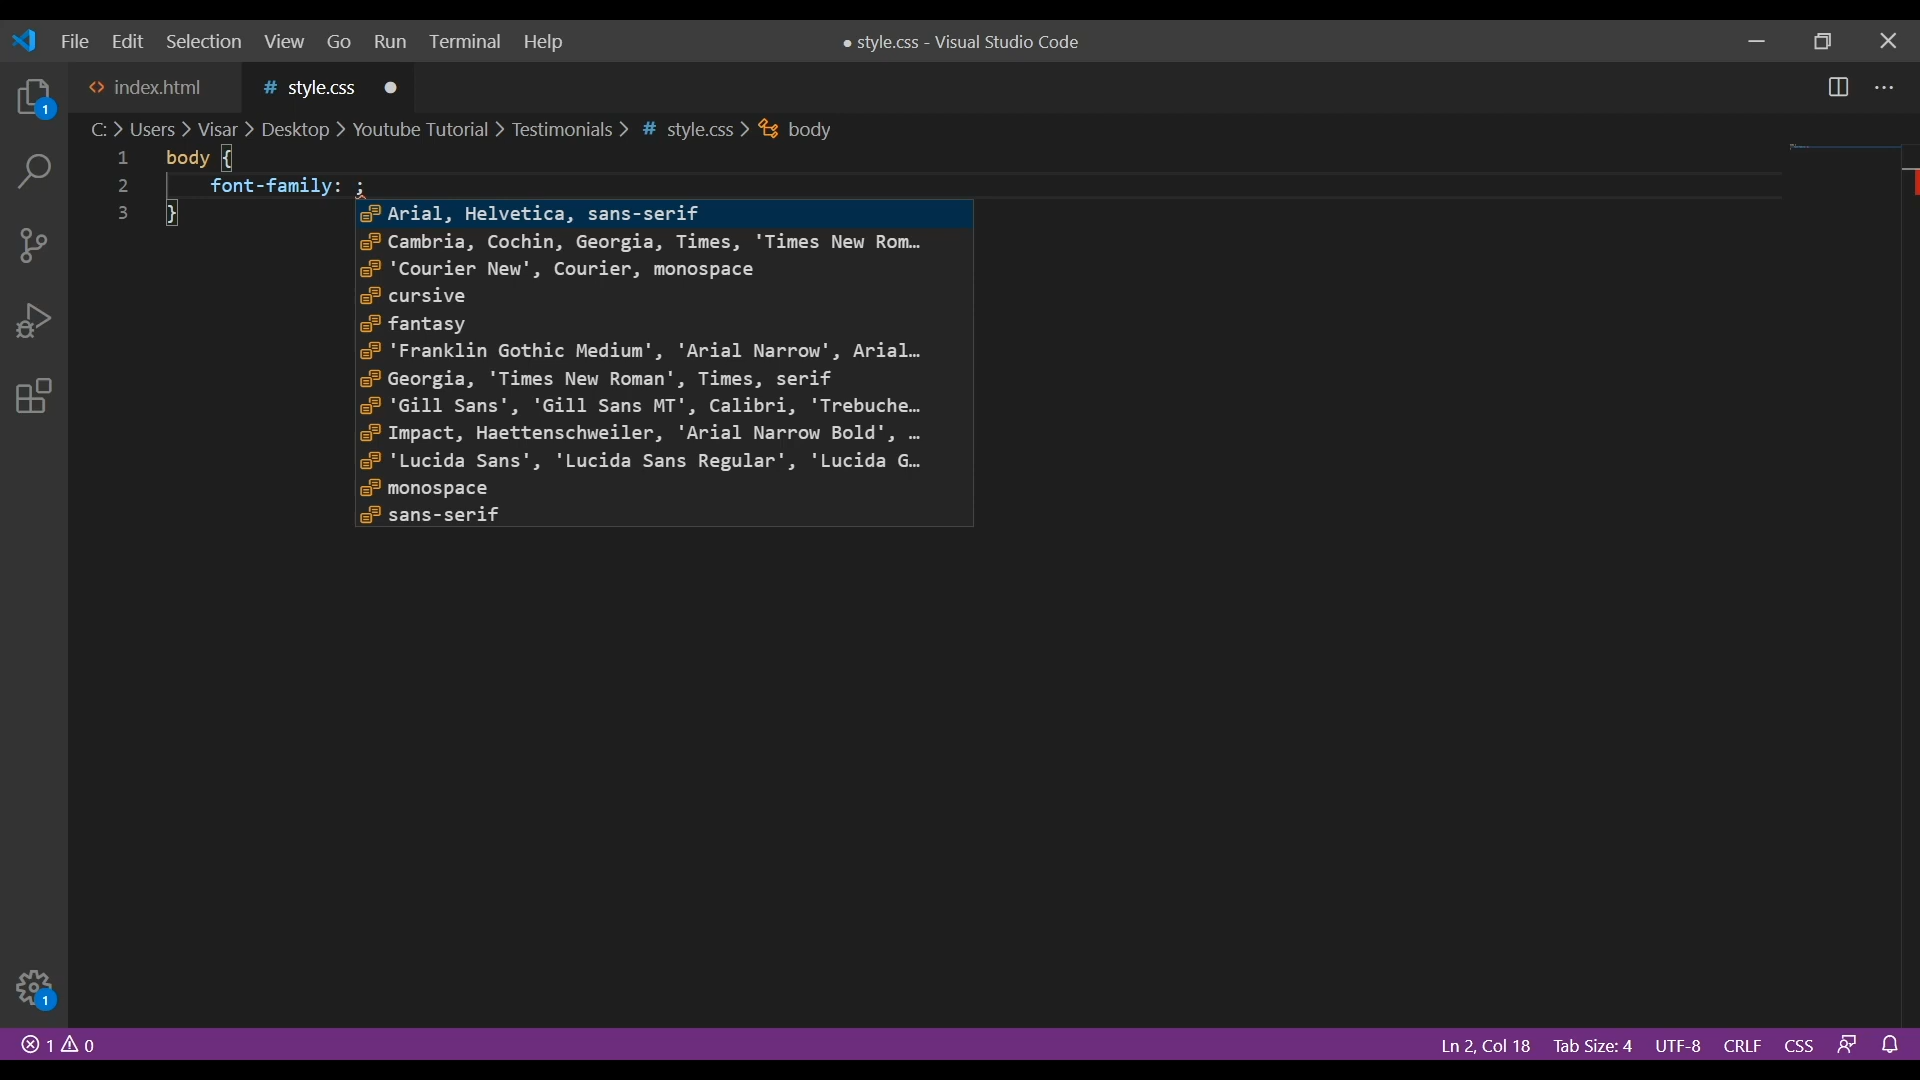 File Edit Selection View Go Run Terminal Help
● style.css - Visual Studio Code
1
<> index.html
# style.css ●
C: > Users > Visar > Desktop > Youtube Tutorial > Testimonials > # style.css > body
1 body {
2 font-family: ;
3 }
Arial, Helvetica, sans-serif
Cambria, Cochin, Georgia, Times, 'Times New Rom…
'Courier New', Courier, monospace
cursive
fantasy
'Franklin Gothic Medium', 'Arial Narrow', Arial…
Georgia, 'Times New Roman', Times, serif
'Gill Sans', 'Gill Sans MT', Calibri, 'Trebuche…
Impact, Haettenschweiler, 'Arial Narrow Bold', …
'Lucida Sans', 'Lucida Sans Regular', 'Lucida G…
monospace
sans-serif
1
1 0
Ln 2, Col 18 Tab Size: 4 UTF-8 CRLF CSS